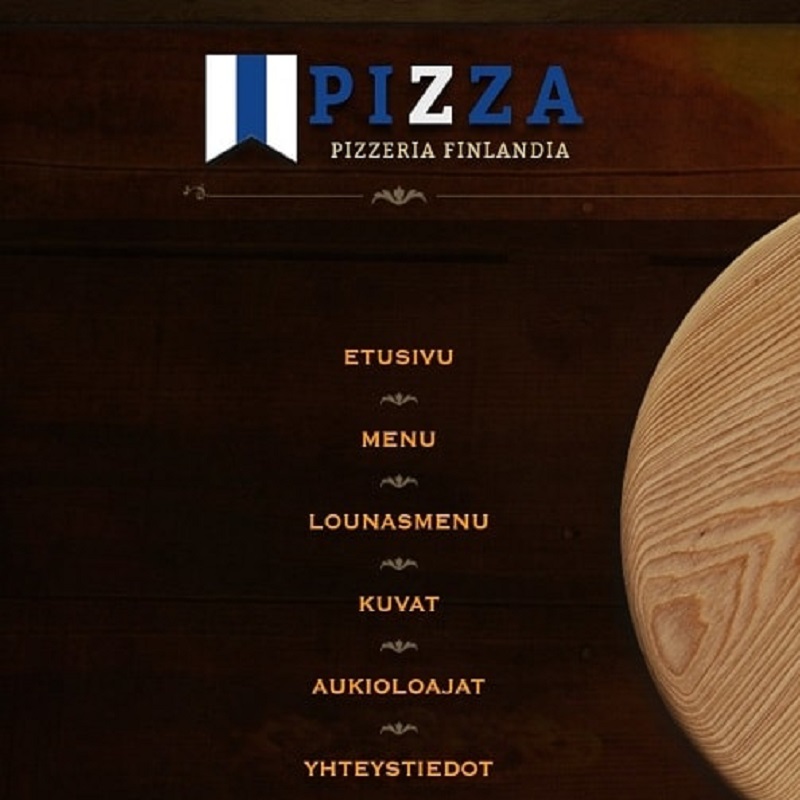 PIZZA
PIZZERIA FINLANDIA
ETUSIVU
MENU
LOUNASMENU
KUVAT
AUKIOLOAJAT
YHTEYSTIEDOT